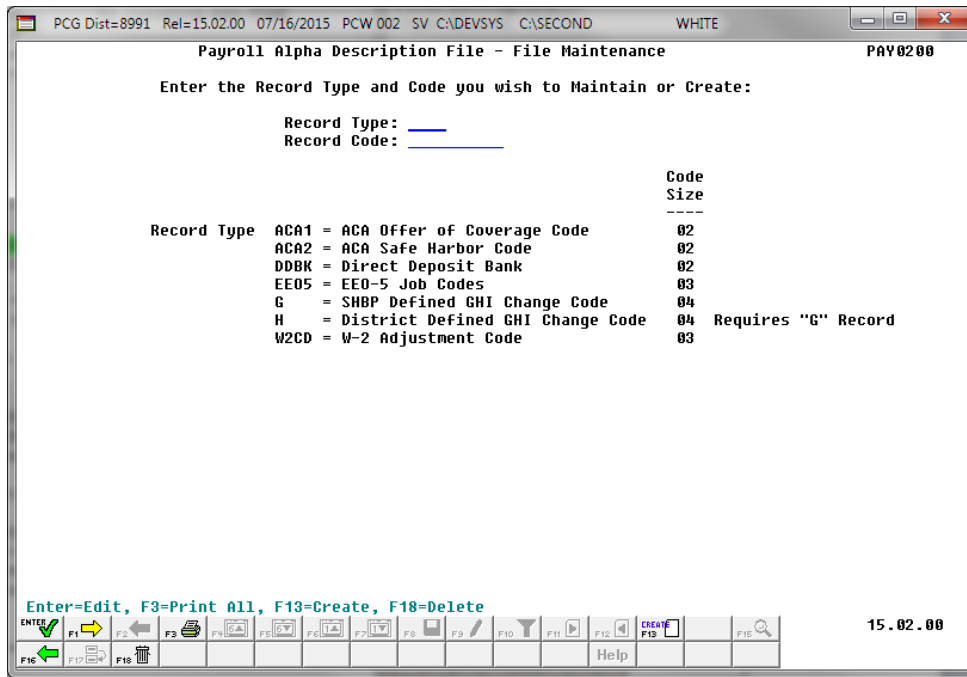 PCG Dist=8991 Rel=15.02.00 07/16/2015 PCW 002 SV C:\DEVSYS C:\SECOND WHITE
Payroll Alpha Description File - File Maintenance PAY0200
Enter the Record Type and Code you wish to Maintain or Create:
Record Type:
Record Code:
Code
Size
----
Record Type ACA1 = ACA Offer of Coverage Code 02
ACA2 = ACA Safe Harbor Code 02
DDBK = Direct Deposit Bank 02
EEO5 = EEO-5 Job Codes 03
G = SHBP Defined GHI Change Code 04
H = District Defined GHI Change Code 04 Requires "G" Record
W2CD = W-2 Adjustment Code 03
Enter=Edit, F3=Print All, F13=Create, F18=Delete
ENTER F1 F2 F3 F4 F5 F6 F7 F8 F9 F10 F11 F12 CREATE F13 F15 15.02.00
F16 F17 F18 Help